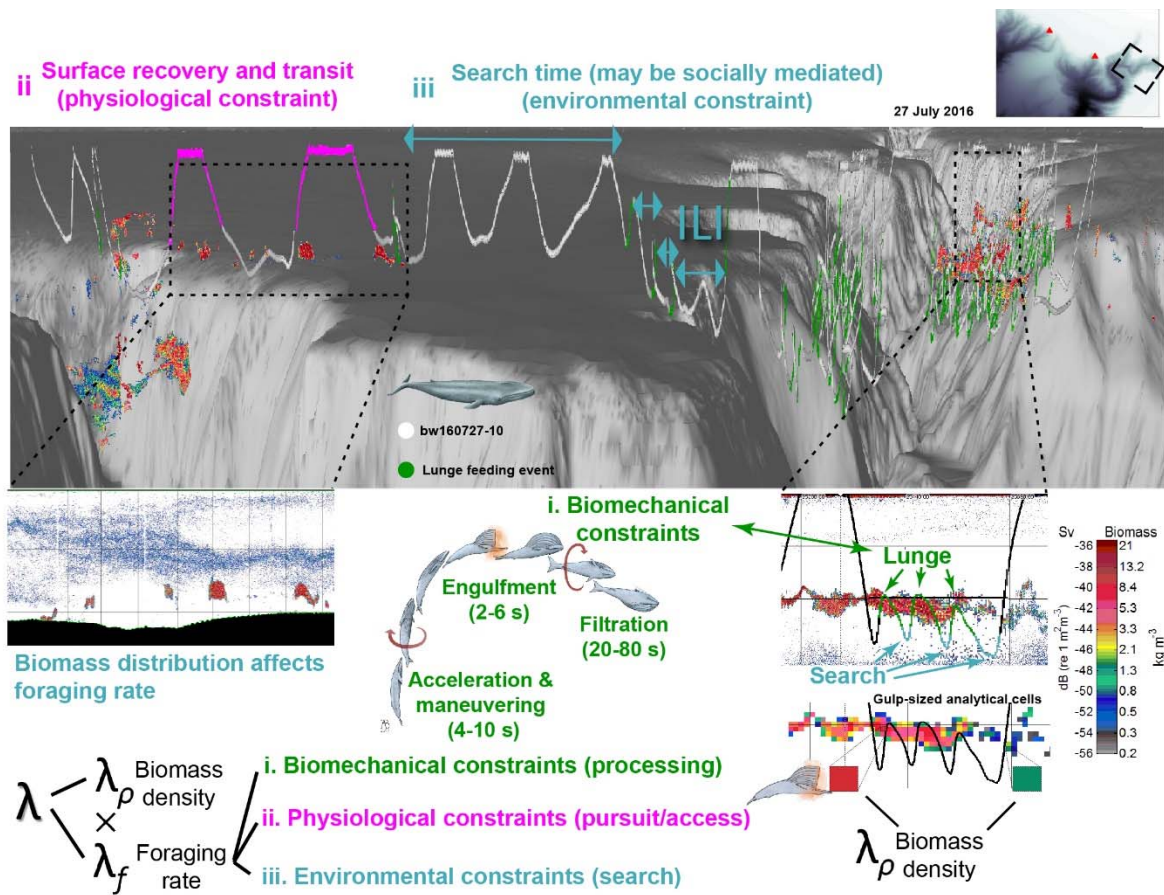 ii Surface recovery and transit
(physiological constraint)
iii Search time (may be socially mediated)
(environmental constraint)
27 July 2016
ILI
bw160727-10
Lunge feeding event
Biomass distribution affects
foraging rate
i. Biomechanical
constraints
Engulfment
(2-6 s)
Filtration
(20-80 s)
Acceleration &
maneuvering
(4-10 s)
Lunge
Search
Gulp-sized analytical cells
Sv Biomass
-36 21
-38 13.2
-40 8.4
-42 5.3
-44 3.3
-46 2.1
-48 1.3
-50 0.8
-52 0.5
-54 0.3
-56 0.2
dB (re 1 m²m⁻³)
kg m⁻³
λ
λρ Biomass
density
×
λf Foraging
rate
i. Biomechanical constraints (processing)
ii. Physiological constraints (pursuit/access)
iii. Environmental constraints (search)
λρ Biomass
density